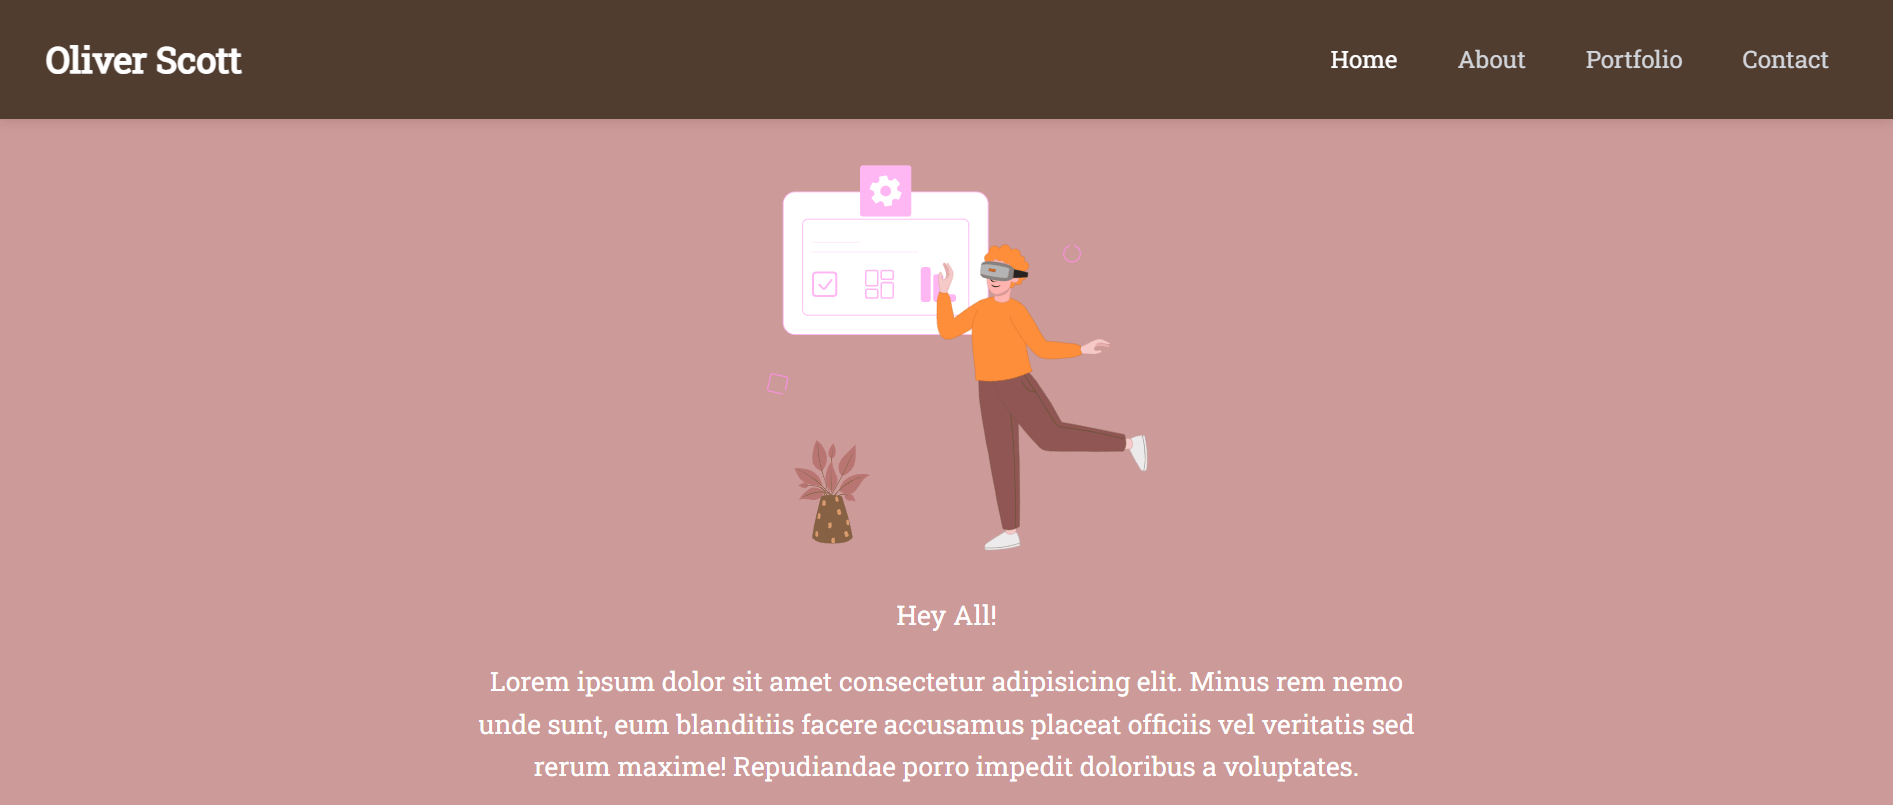 Oliver Scott
Home
About
Portfolio
Contact
Hey All!
Lorem ipsum dolor sit amet consectetur adipisicing elit. Minus rem nemo
unde sunt, eum blanditiis facere accusamus placeat officiis vel veritatis sed
rerum maxime! Repudiandae porro impedit doloribus a voluptates.